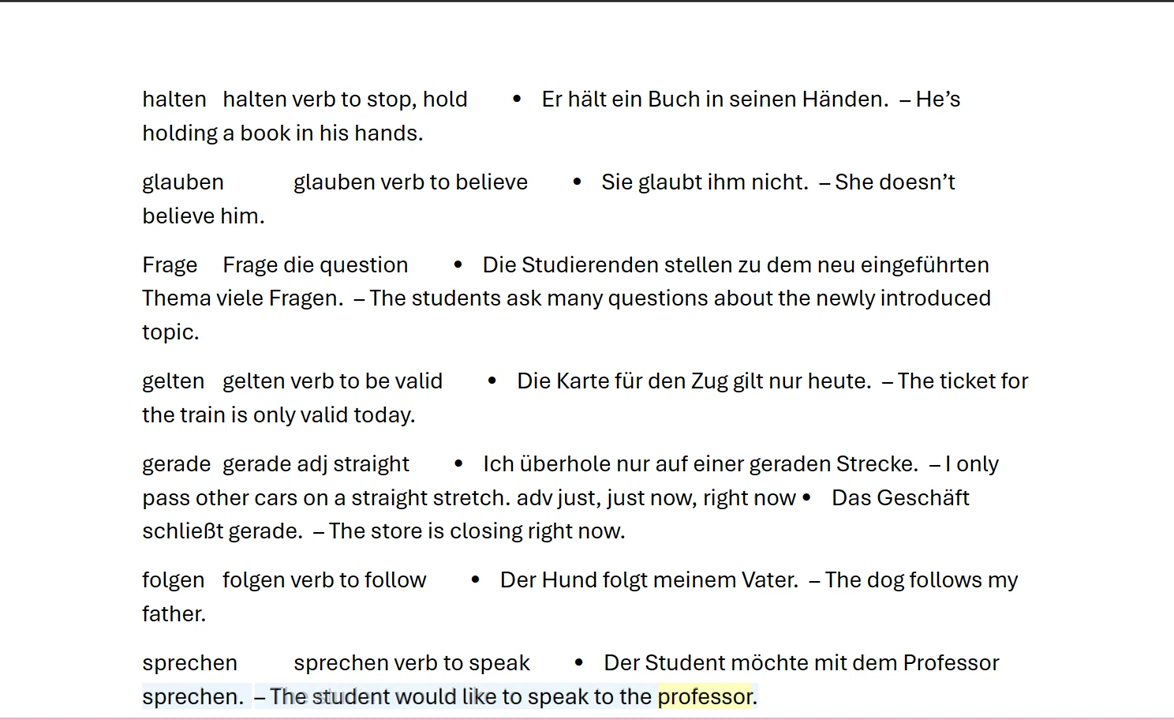 halten halten verb to stop, hold • Er hält ein Buch in seinen Händen. – He’s
holding a book in his hands.
glauben glauben verb to believe • Sie glaubt ihm nicht. – She doesn’t
believe him.
Frage Frage die question • Die Studierenden stellen zu dem neu eingeführten
Thema viele Fragen. – The students ask many questions about the newly introduced
topic.
gelten gelten verb to be valid • Die Karte für den Zug gilt nur heute. – The ticket for
the train is only valid today.
gerade gerade adj straight • Ich überhole nur auf einer geraden Strecke. – I only
pass other cars on a straight stretch. adv just, just now, right now • Das Geschäft
schließt gerade. – The store is closing right now.
folgen folgen verb to follow • Der Hund folgt meinem Vater. – The dog follows my
father.
sprechen sprechen verb to speak • Der Student möchte mit dem Professor
sprechen. – The student would like to speak to the professor.